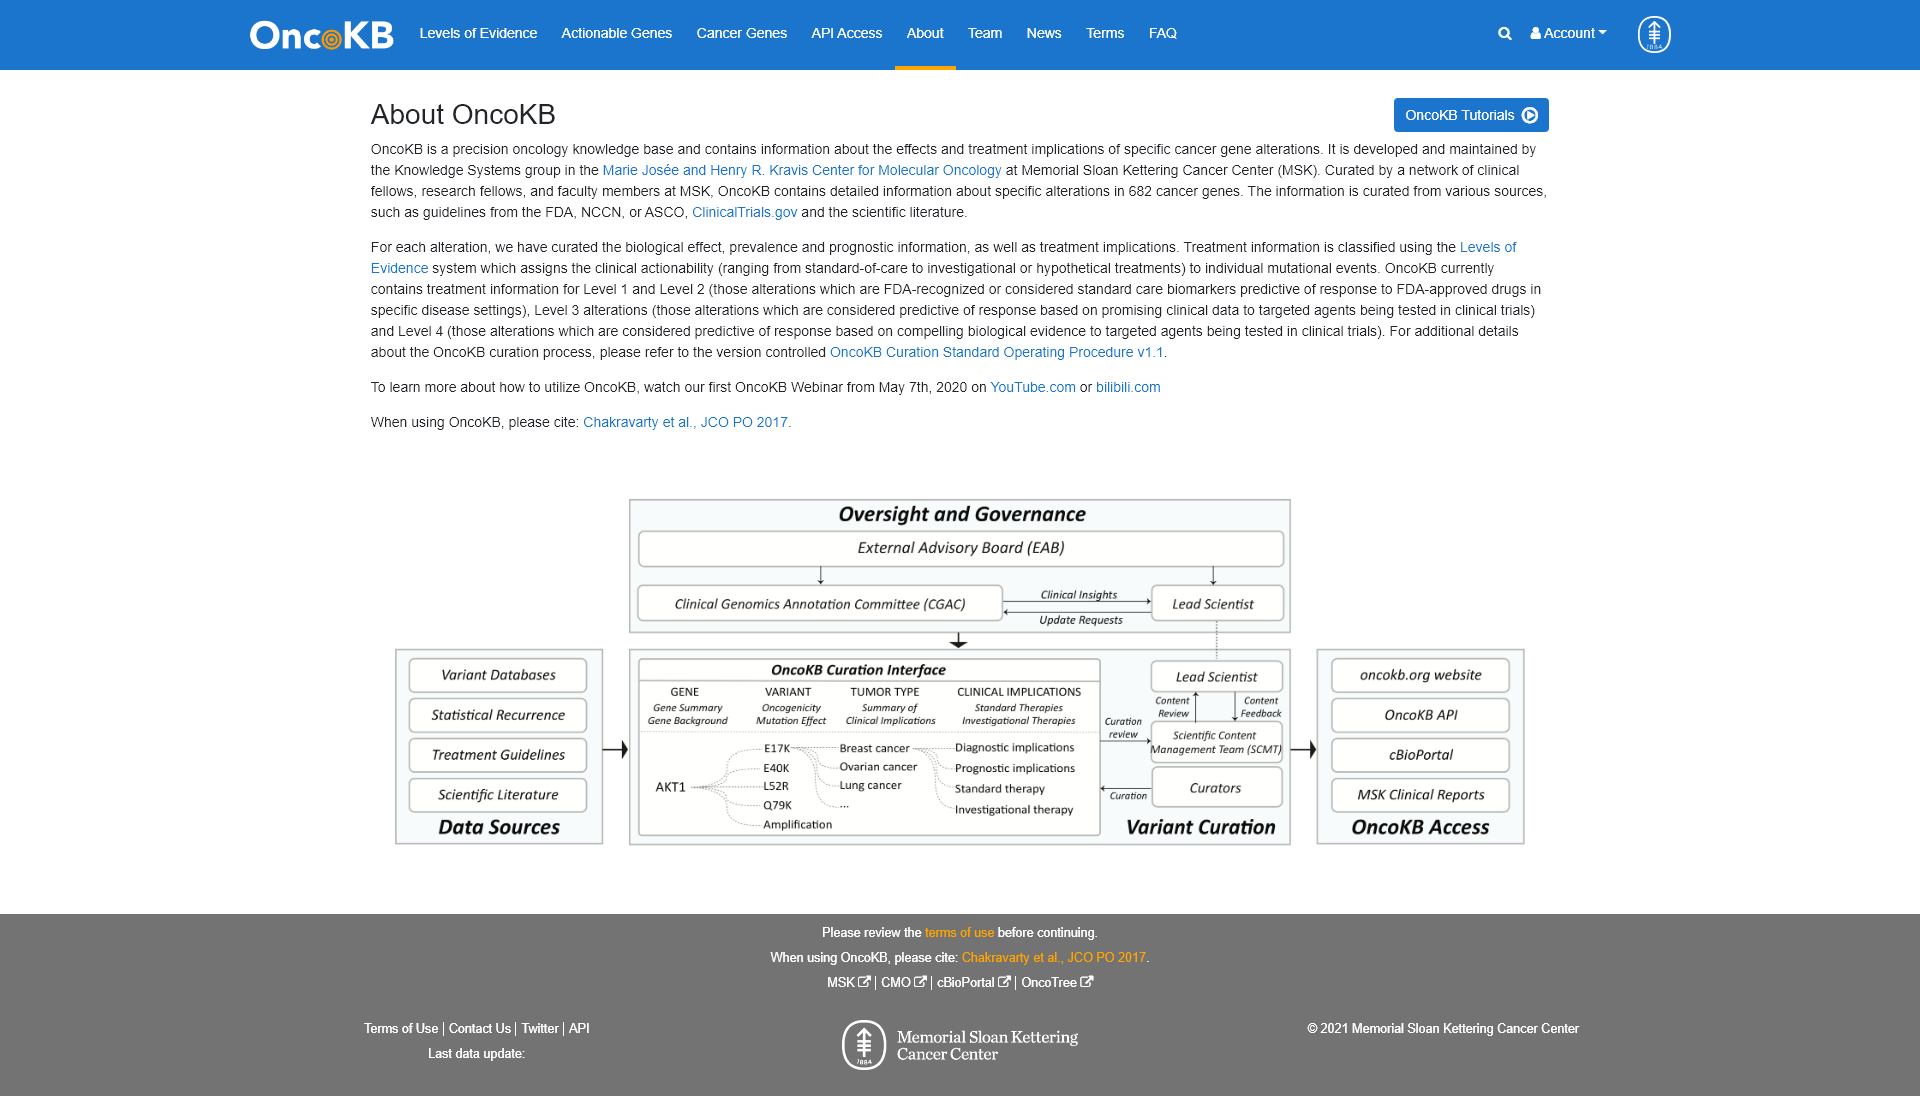 OncoKB
Levels of Evidence
Actionable Genes
Cancer Genes
API Access
About
Team
News
Terms
FAQ
Account
1884
About OncoKB
OncoKB Tutorials
OncoKB is a precision oncology knowledge base and contains information about the effects and treatment implications of specific cancer gene alterations. It is developed and maintained by
the Knowledge Systems group in the Marie Josée and Henry R. Kravis Center for Molecular Oncology at Memorial Sloan Kettering Cancer Center (MSK). Curated by a network of clinical
fellows, research fellows, and faculty members at MSK, OncoKB contains detailed information about specific alterations in 682 cancer genes. The information is curated from various sources,
such as guidelines from the FDA, NCCN, or ASCO, ClinicalTrials.gov and the scientific literature.
For each alteration, we have curated the biological effect, prevalence and prognostic information, as well as treatment implications. Treatment information is classified using the Levels of
Evidence system which assigns the clinical actionability (ranging from standard-of-care to investigational or hypothetical treatments) to individual mutational events. OncoKB currently
contains treatment information for Level 1 and Level 2 (those alterations which are FDA-recognized or considered standard care biomarkers predictive of response to FDA-approved drugs in
specific disease settings), Level 3 alterations (those alterations which are considered predictive of response based on promising clinical data to targeted agents being tested in clinical trials)
and Level 4 (those alterations which are considered predictive of response based on compelling biological evidence to targeted agents being tested in clinical trials). For additional details
about the OncoKB curation process, please refer to the version controlled OncoKB Curation Standard Operating Procedure v1.1.
To learn more about how to utilize OncoKB, watch our first OncoKB Webinar from May 7th, 2020 on YouTube.com or bilibili.com
When using OncoKB, please cite: Chakravarty et al., JCO PO 2017.
Oversight and Governance
External Advisory Board (EAB)
Clinical Genomics Annotation Committee (CGAC)
Clinical Insights
Update Requests
Lead Scientist
Variant Databases
Statistical Recurrence
Treatment Guidelines
Scientific Literature
Data Sources
OncoKB Curation Interface
GENE
VARIANT
TUMOR TYPE
CLINICAL IMPLICATIONS
Gene Summary
Oncogenicity
Summary of
Standard Therapies
Gene Background
Mutation Effect
Clinical Implications
Investigational Therapies
AKT1
E17K
E40K
L52R
Q79K
Amplification
Breast cancer
Ovarian cancer
Lung cancer
...
Diagnostic implications
Prognostic implications
Standard therapy
Investigational therapy
Curation
review
Curation
Lead Scientist
Content
Review
Content
Feedback
Scientific Content
Management Team (SCMT)
Curators
Variant Curation
oncokb.org website
OncoKB API
cBioPortal
MSK Clinical Reports
OncoKB Access
Please review the terms of use before continuing.
When using OncoKB, please cite: Chakravarty et al., JCO PO 2017.
MSK | CMO | cBioPortal | OncoTree
Terms of Use | Contact Us | Twitter | API
Last data update:
1884
Memorial Sloan Kettering
Cancer Center
© 2021 Memorial Sloan Kettering Cancer Center